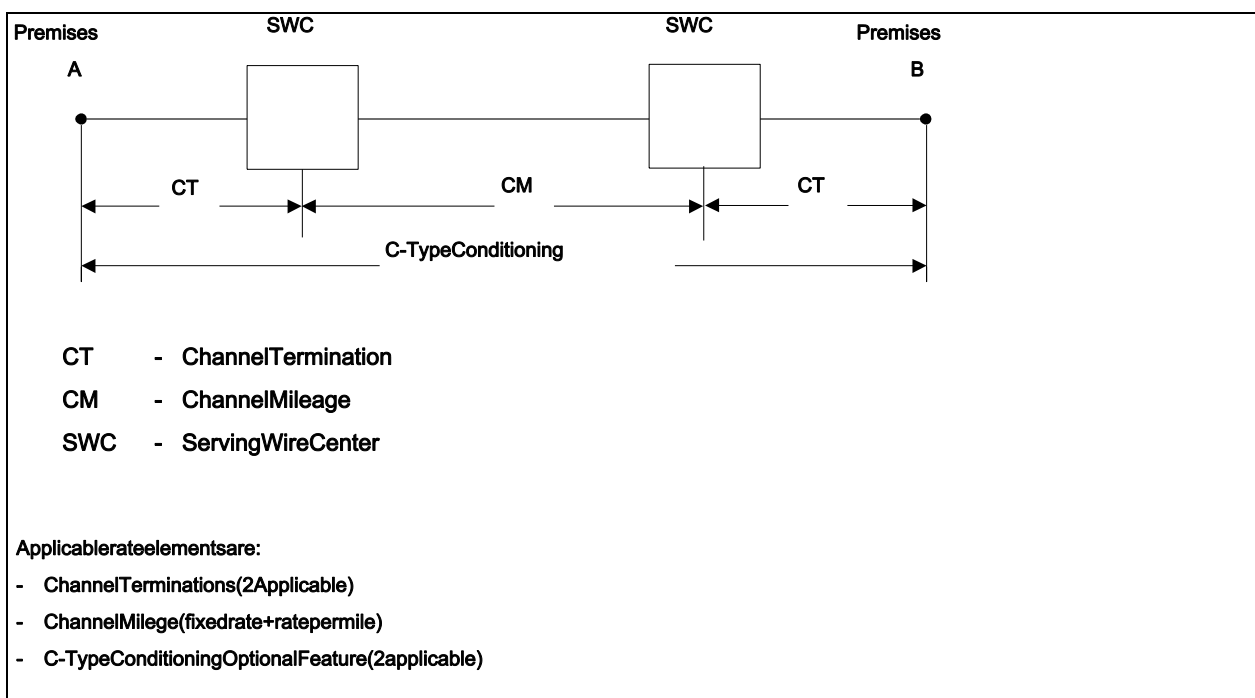 Premises SWC SWC Premises
A B
CT CM CT
C-TypeConditioning
CT - ChannelTermination
CM - ChannelMileage
SWC - ServingWireCenter
Applicablerateelementsare:
- ChannelTerminations(2Applicable)
- ChannelMilege(fixedrate+ratepermile)
- C-TypeConditioningOptionalFeature(2applicable)